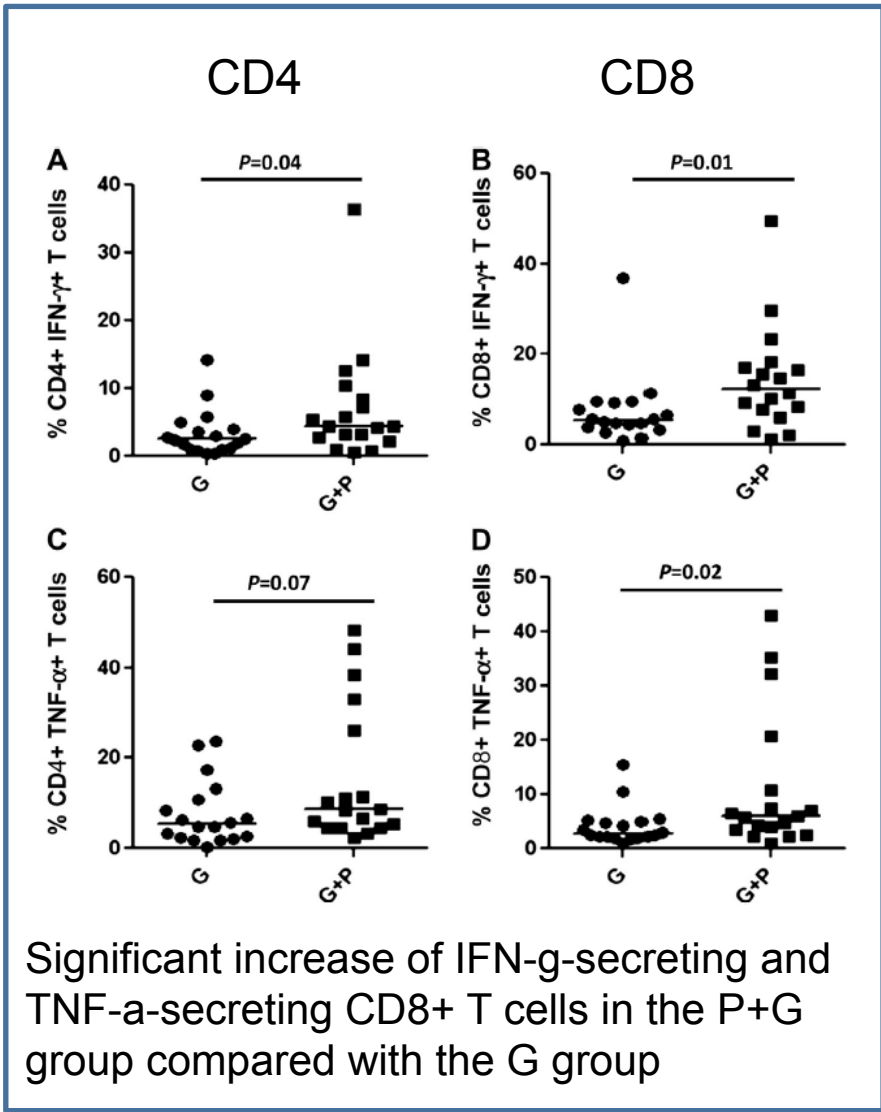 CD4
CD8
A
P=0.04
% CD4+ IFN-γ+ T cells
40
30
20
10
0
G
G+P
B
P=0.01
% CD8+ IFN-γ+ T cells
60
40
20
0
G
G+P
C
P=0.07
% CD4+ TNF-α+ T cells
60
40
20
0
G
G+P
D
P=0.02
% CD8+ TNF-α+ T cells
50
40
30
20
10
0
G
G+P
Significant increase of IFN-g-secreting and
TNF-a-secreting CD8+ T cells in the P+G
group compared with the G group